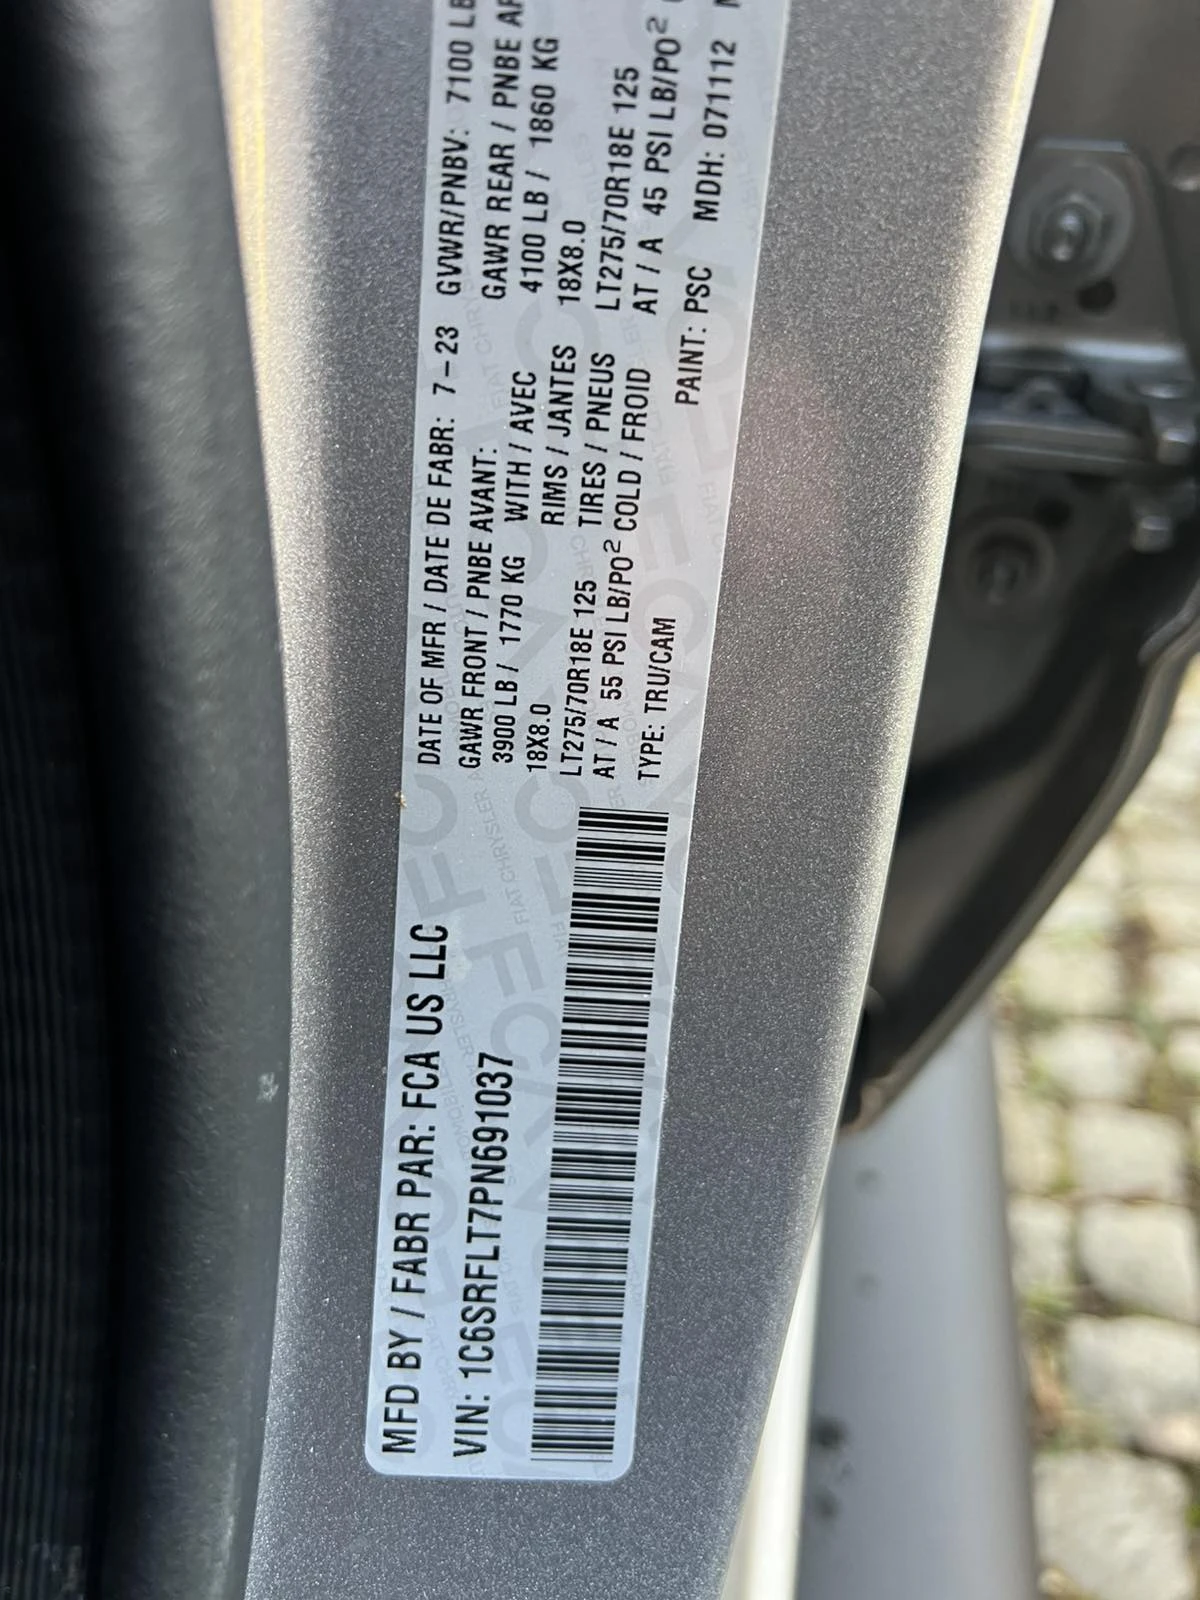 MFD BY / FABR PAR: FCA US LLC
DATE OF MFR / DATE DE FABR: 7-23 GVWR/PNBV: 7100 LB
GAWR FRONT / PNBE AVANT: GAWR REAR / PNBE
3900 LB / 1770 KG WITH / AVEC 4100 LB / 1860 KG
18X8.0 RIMS / JANTES 18X8.0
LT275/70R18E 125 TIRES / PNEUS LT275/70R18E 125
AT / A 55 PSI LB/PO² COLD / FROID AT / A 45 PSI LB/PO²
VIN: 1C6SRFLT7PN691037
TYPE: TRU/CAM PAINT: PSC MDH: 071112